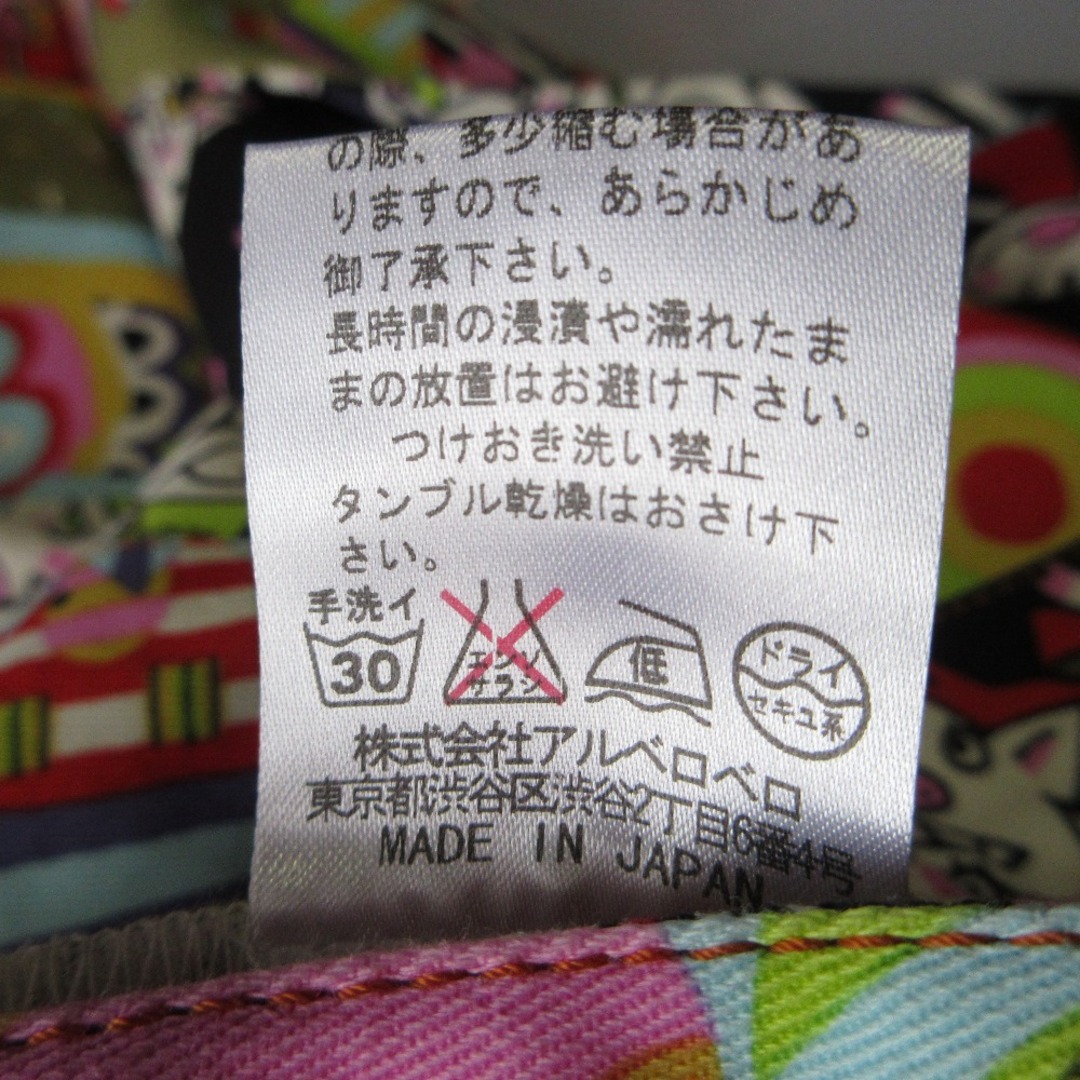 の際、多少縮む場合があ
りますので、あらかじめ
御了承下さい。
長時間の浸漬や濡れたま
まの放置はお避け下さい。
つけおき洗い禁止
タンブル乾燥はおさけ下
さい。
手洗イ
30
エンソ
サラシ
低
ドライ
セキユ系
株式会社アルベロベロ
東京都渋谷区渋谷2丁目6番4号
MADE IN JAPAN